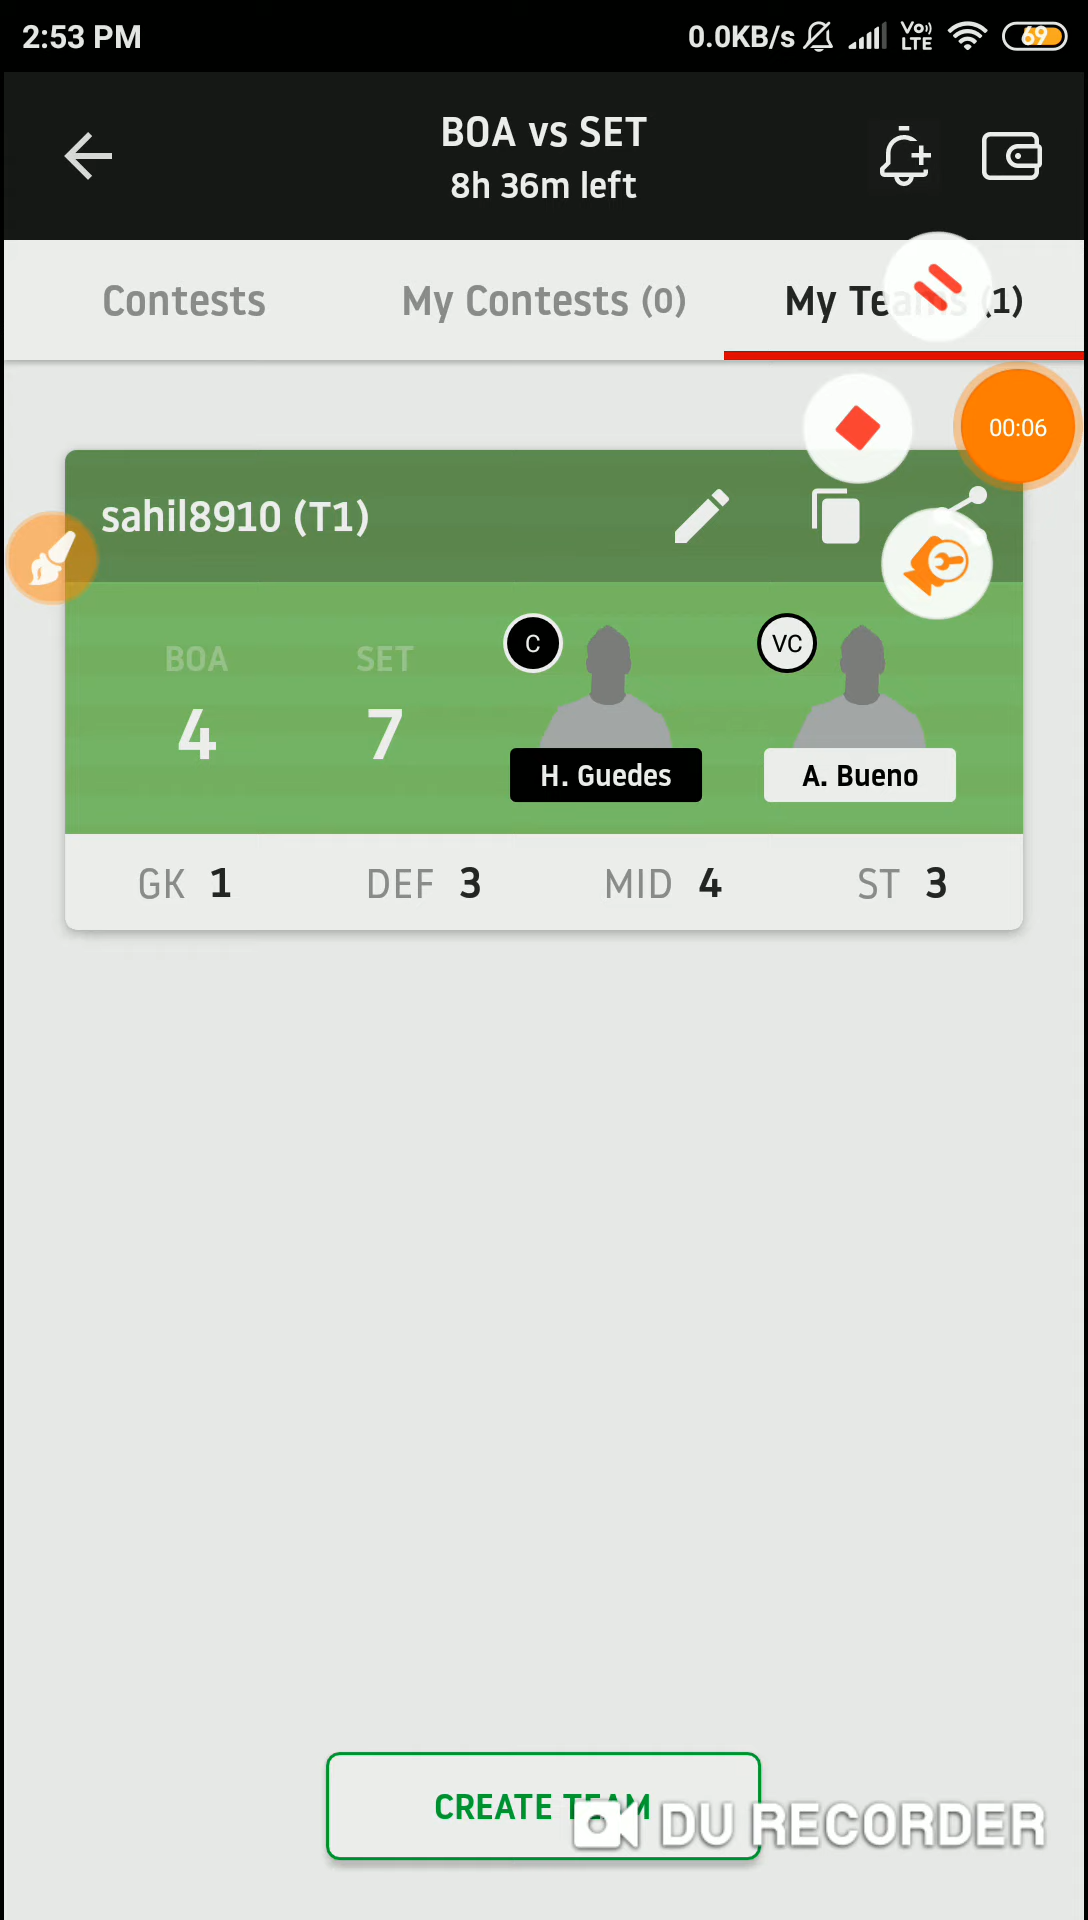 2:53 PM 0.0KB/s Vo)) LTE 69
BOA vs SET
8h 36m left
Contests My Contests (0) My Teams (1)
00:06
sahil8910 (T1)
C VC
BOA SET
4 7
H. Guedes A. Bueno
GK 1 DEF 3 MID 4 ST 3
CREATE TEAM
DU RECORDER